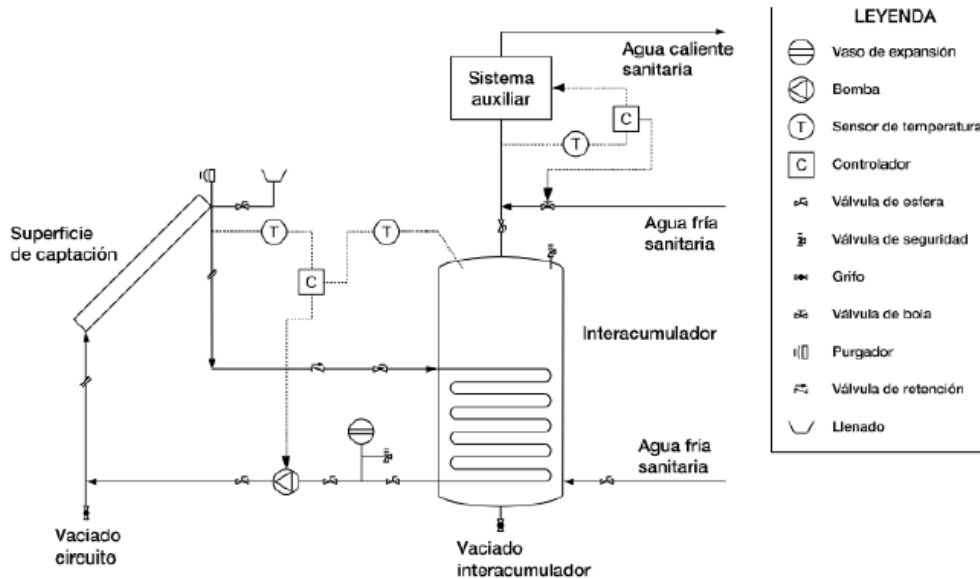 Agua caliente
sanitaria
Sistema
auxiliar
C
T
Agua fría
sanitaria
Superficie
de captación
T
T
C
Interacumulador
Agua fria
sanitaria
Vaciado
circuito
Vaciado
interacumulador
LEYENDA
Vaso de expansión
Bomba
T
Sensor de temperatura
C
Controlador
Válvula de esfera
Válvula de seguridad
Grifo
Válvula de bola
Purgador
Válvula de retención
Llenado